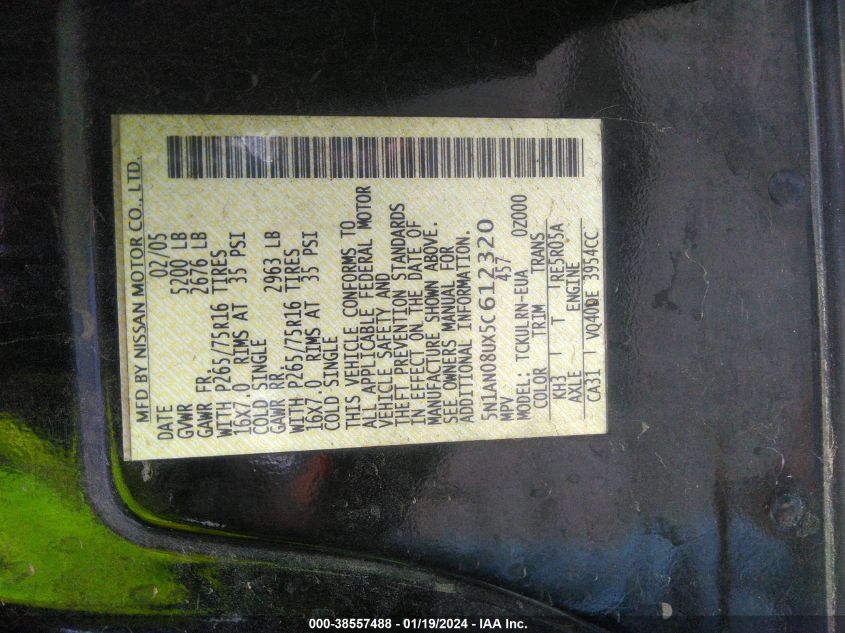 MFD BY NISSAN MOTOR CO., LTD.
DATE 02/05
GVWR 5200 LB
GAWR FR. 2676 LB
WITH P265/75R16 TIRES
16X7.0 RIMS AT 35 PSI
COLD SINGLE
GAWR RR. 2963 LB
WITH P265/75R16 TIRES
16X7.0 RIMS AT 35 PSI
COLD SINGLE
THIS VEHICLE CONFORMS TO
ALL APPLICABLE FEDERAL MOTOR
VEHICLE SAFETY AND
THEFT PREVENTION STANDARDS
IN EFFECT ON THE DATE OF
MANUFACTURE SHOWN ABOVE.
SEE OWNERS MANUAL FOR
ADDITIONAL INFORMATION.
5N1AN08UX5C612320
MPV 457
MODEL: TCKULRN-EUA 0Z000
COLOR TRIM TRANS
KH3 T RE5R05A
AXLE ENGINE
CA31 VQ40DE 3954CC
000-38557488 - 01/19/2024 - IAA Inc.